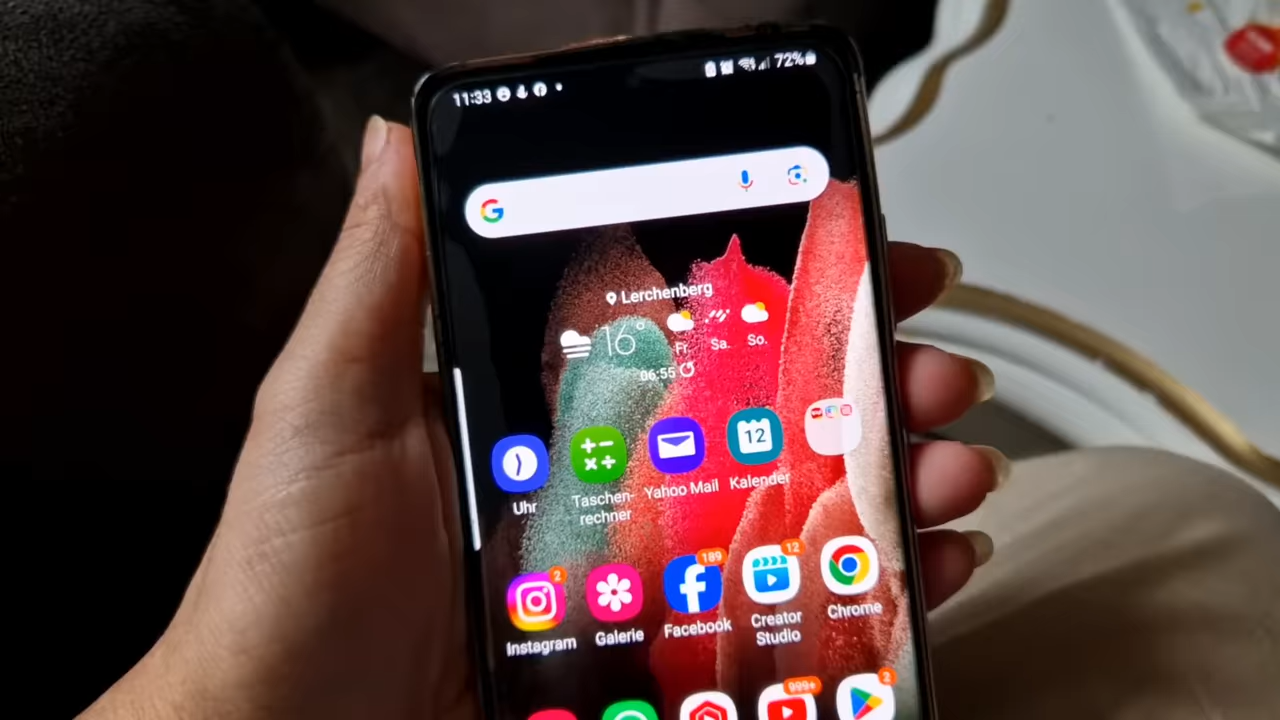 11:33
72%
Lerchenberg
16°
Fr. Sa. So.
06:55
12
Uhr
Taschen-
rechner
Yahoo Mail
Kalender
2
189
12
Instagram
Galerie
Facebook
Creator
Studio
Chrome
999+
2